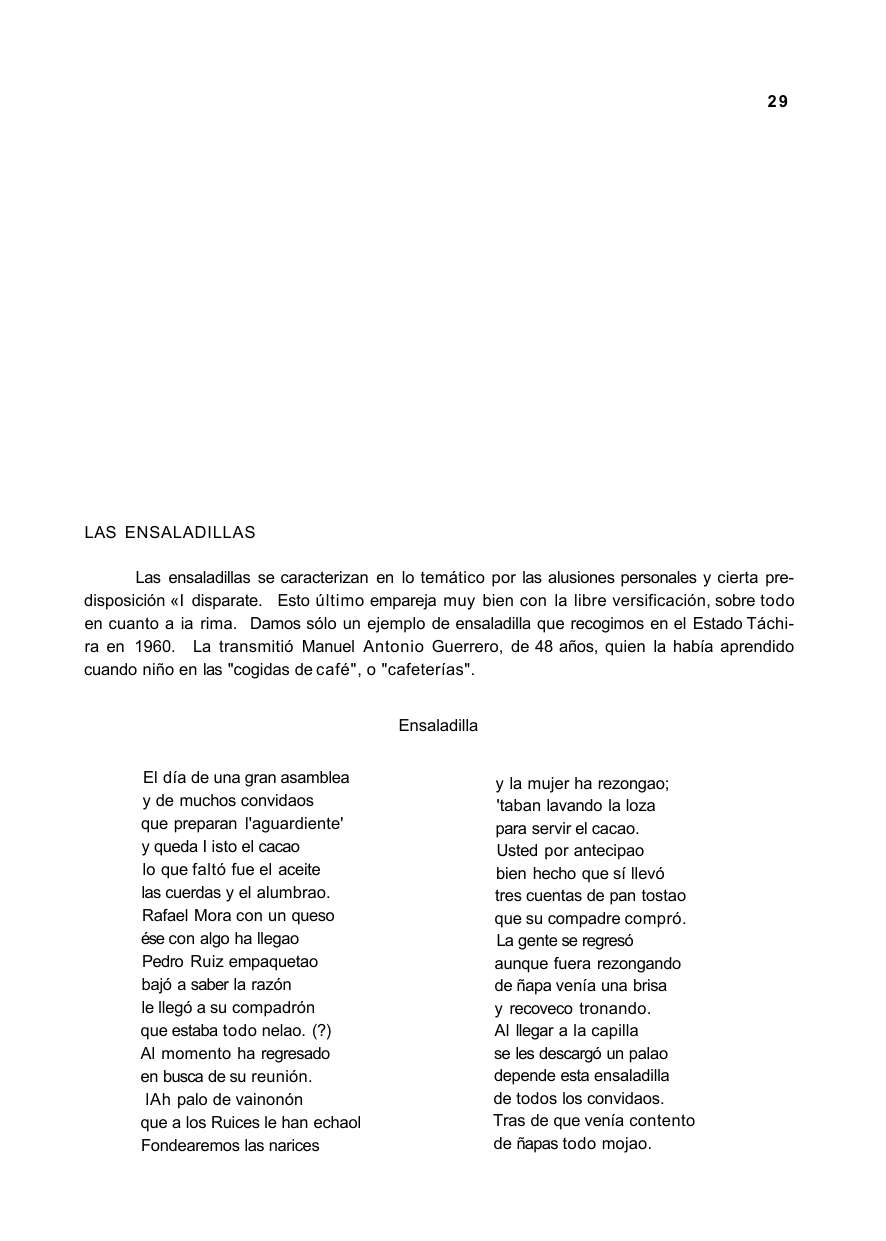 29
LAS ENSALADILLAS
Las ensaladillas se caracterizan en lo temático por las alusiones personales y cierta pre-
disposición «I disparate. Esto último empareja muy bien con la libre versificación, sobre todo
en cuanto a ia rima. Damos sólo un ejemplo de ensaladilla que recogimos en el Estado Táchi-
ra en 1960. La transmitió Manuel Antonio Guerrero, de 48 años, quien la había aprendido
cuando niño en las "cogidas de café", o "cafeterías".
Ensaladilla
El día de una gran asamblea
y de muchos convidaos
que preparan l'aguardiente'
y queda I isto el cacao
lo que faltó fue el aceite
las cuerdas y el alumbrao.
Rafael Mora con un queso
ése con algo ha llegao
Pedro Ruiz empaquetao
bajó a saber la razón
le llegó a su compadrón
que estaba todo nelao. (?)
Al momento ha regresado
en busca de su reunión.
lAh palo de vainonón
que a los Ruices le han echaol
Fondearemos las narices
y la mujer ha rezongao;
'taban lavando la loza
para servir el cacao.
Usted por antecipao
bien hecho que sí llevó
tres cuentas de pan tostao
que su compadre compró.
La gente se regresó
aunque fuera rezongando
de ñapa venía una brisa
y recoveco tronando.
Al llegar a la capilla
se les descargó un palao
depende esta ensaladilla
de todos los convidaos.
Tras de que venía contento
de ñapas todo mojao.